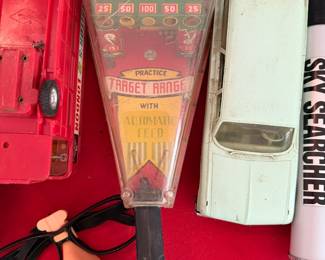 25 50 100 50 25
PRACTICE
TARGET RANGE
WITH
AUTOMATIC
FEED
SKY SEARCHER